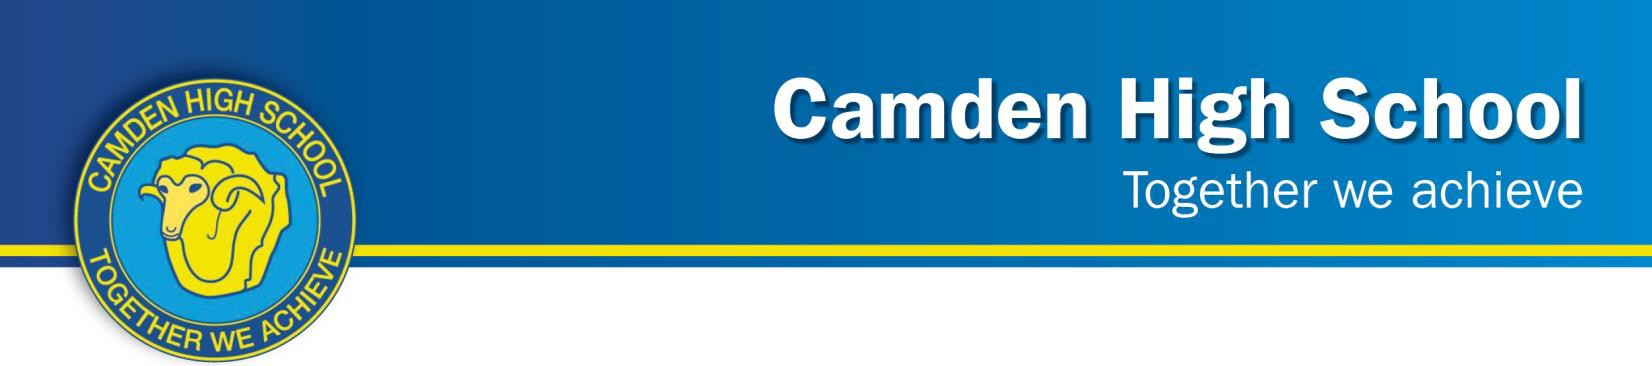 CAMDEN HIGH SCHOOL
TOGETHER WE ACHIEVE
Camden High School
Together we achieve